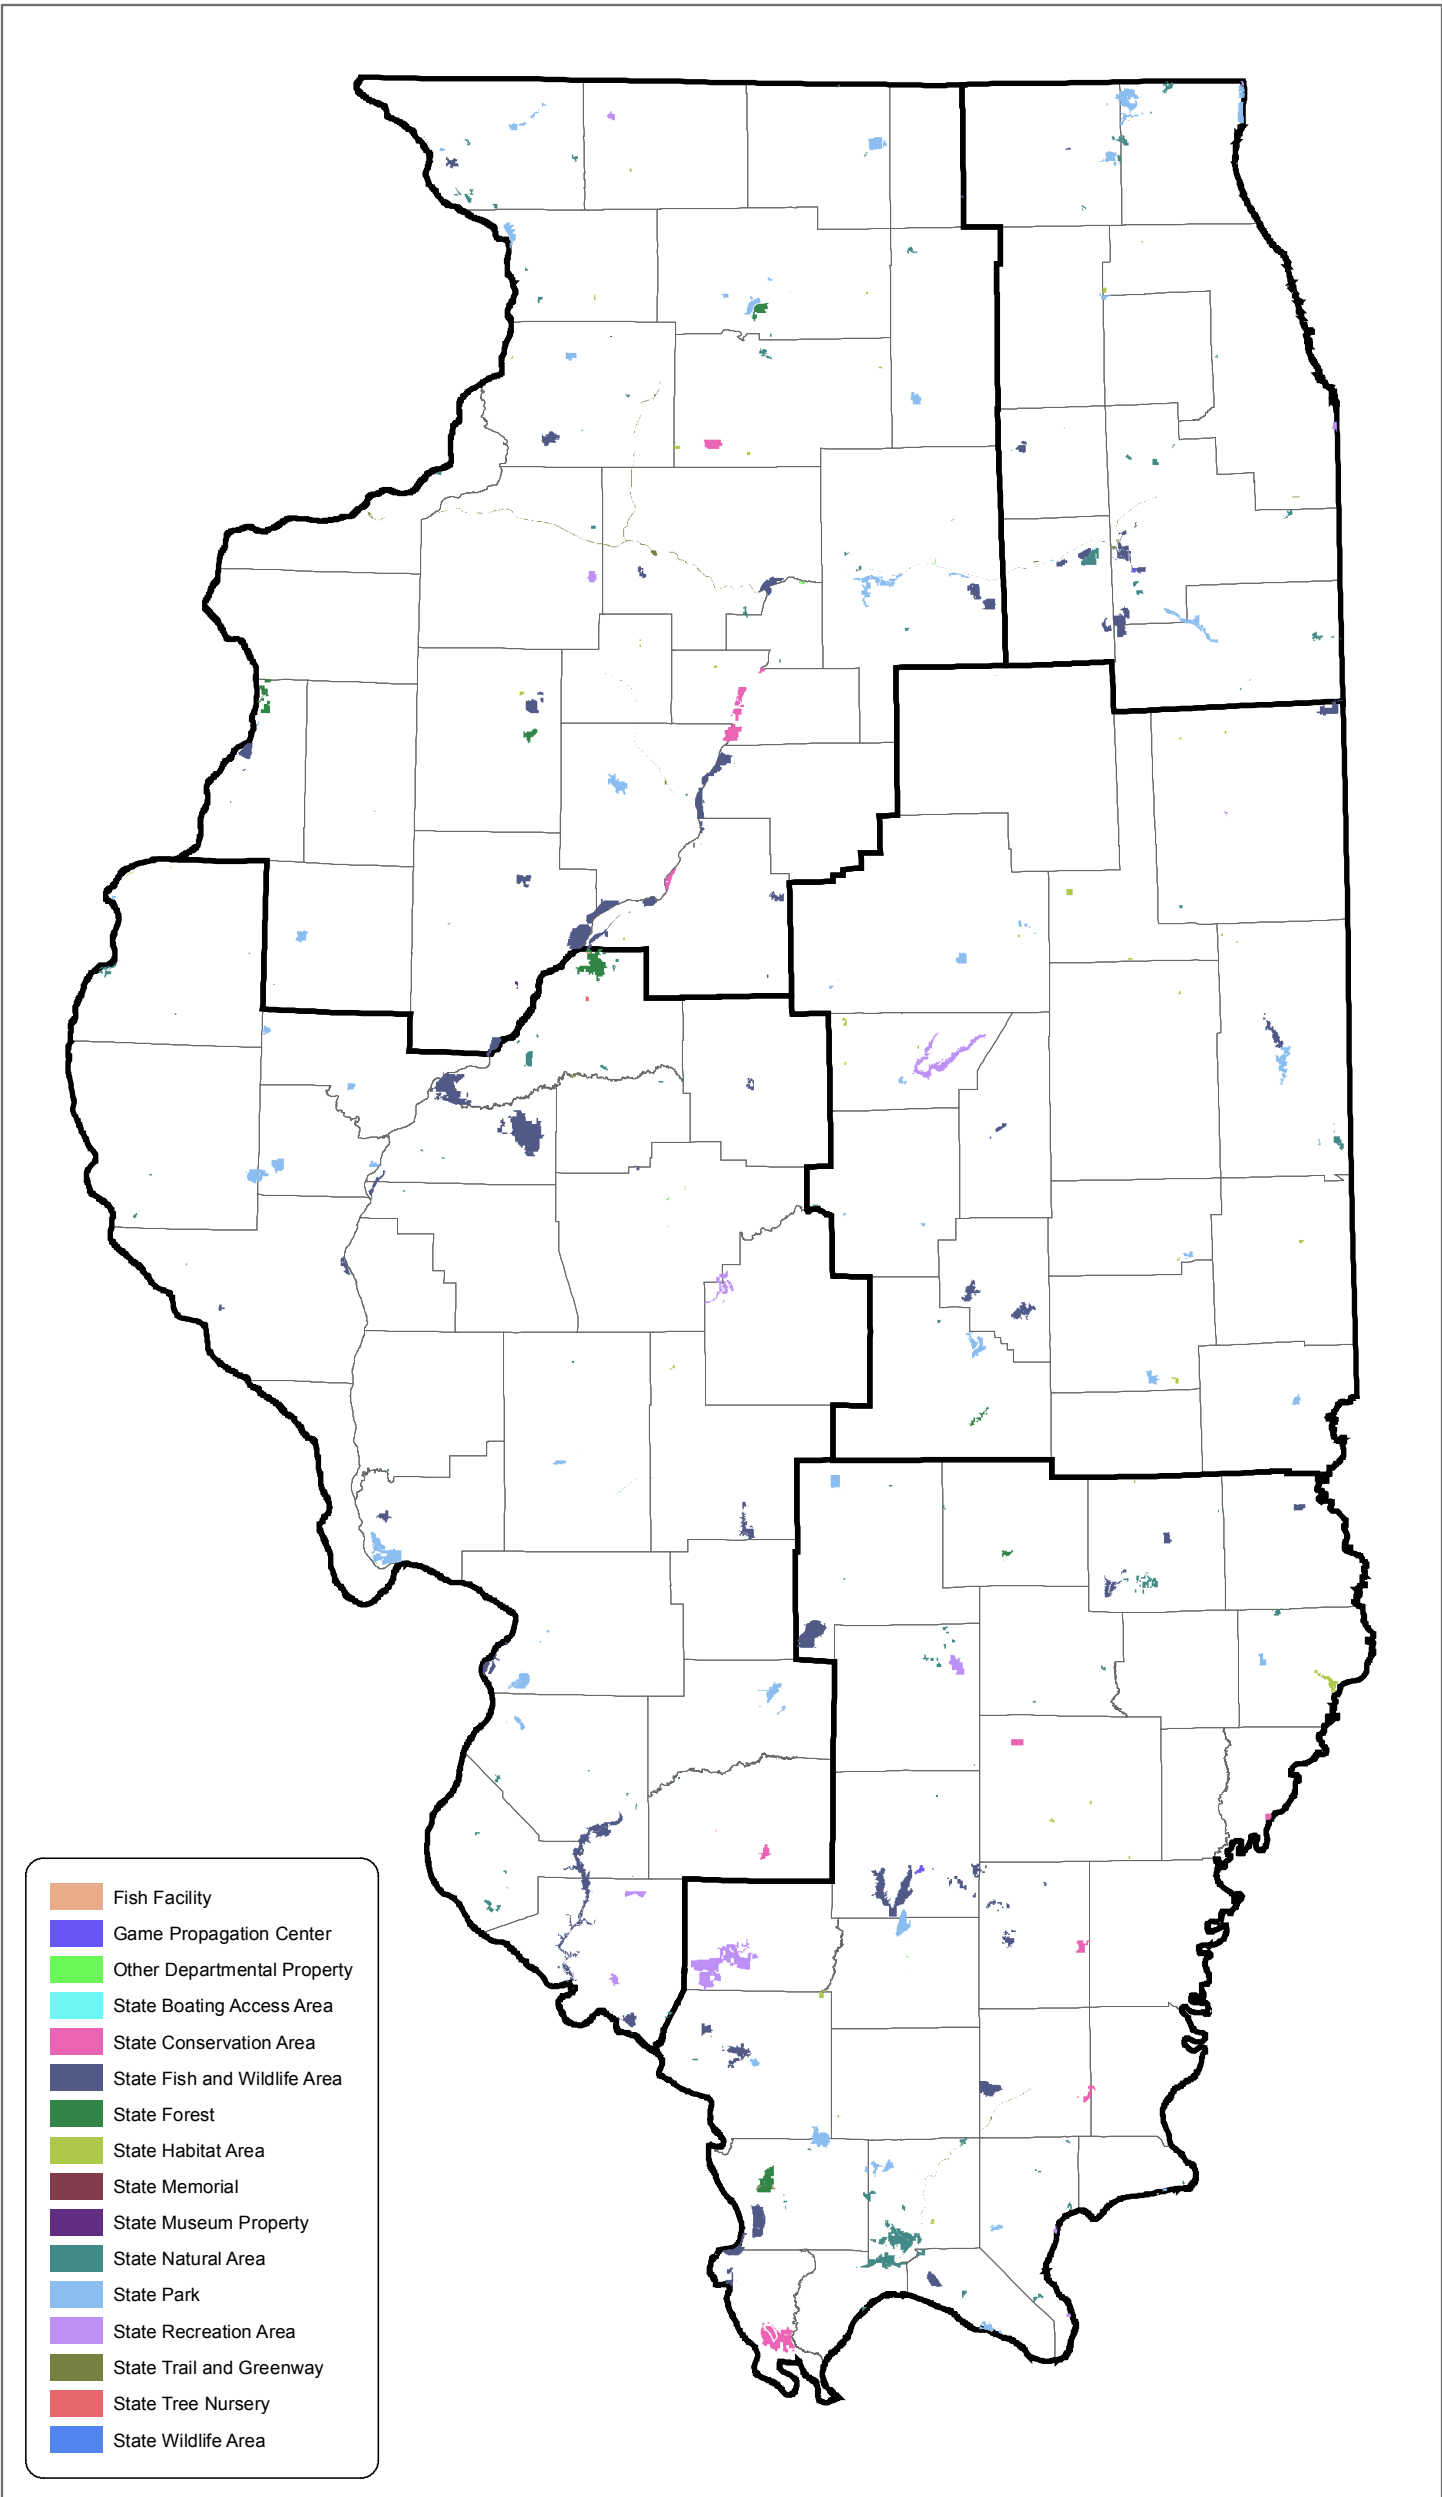 Fish Facility
Game Propagation Center
Other Departmental Property
State Boating Access Area
State Conservation Area
State Fish and Wildlife Area
State Forest
State Habitat Area
State Memorial
State Museum Property
State Natural Area
State Park
State Recreation Area
State Trail and Greenway
State Tree Nursery
State Wildlife Area